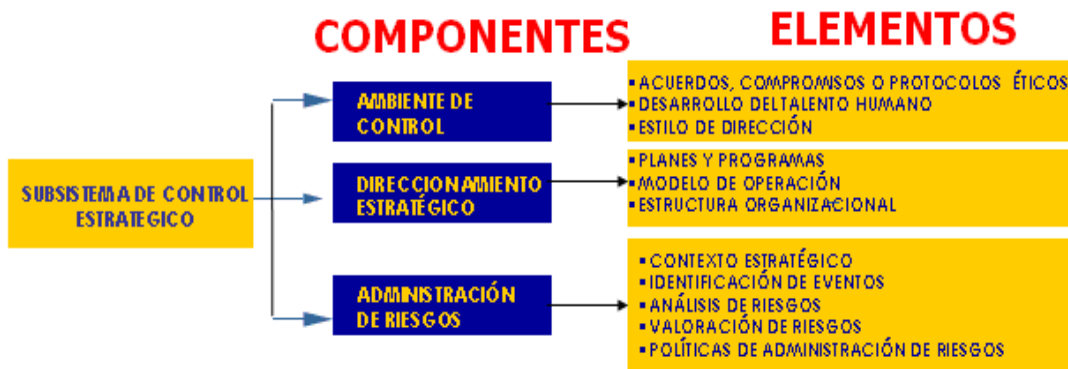 COMPONENTES
ELEMENTOS
SUBSISTEMA DE CONTROL
ESTRATEGICO
AMBIENTE DE
CONTROL
▪ACUERDOS, COMPROMISOS O PROTOCOLOS ÉTICOS
▪DESARROLLO DEL TALENTO HUMANO
▪ESTILO DE DIRECCIÓN
DIRECCIONAMIENTO
ESTRATÉGICO
▪PLANES Y PROGRAMAS
▪MODELO DE OPERACIÓN
▪ESTRUCTURA ORGANIZACIONAL
ADMINISTRACIÓN
DE RIESGOS
▪CONTEXTO ESTRATÉGICO
▪IDENTIFICACIÓN DE EVENTOS
▪ANÁLISIS DE RIESGOS
▪VALORACIÓN DE RIESGOS
▪POLÍTICAS DE ADMINISTRACIÓN DE RIESGOS